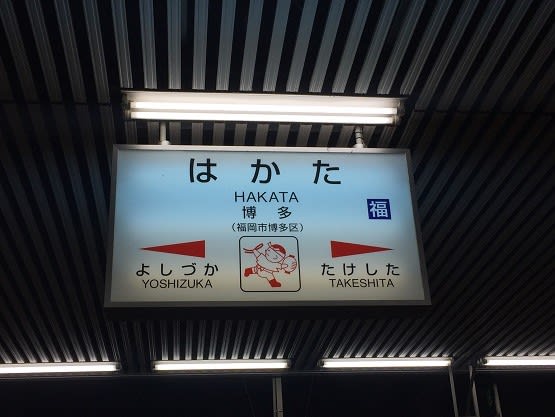 はかた
HAKATA
博多
(福岡市博多区)
福
よしづか
YOSHIZUKA
たけした
TAKESHITA